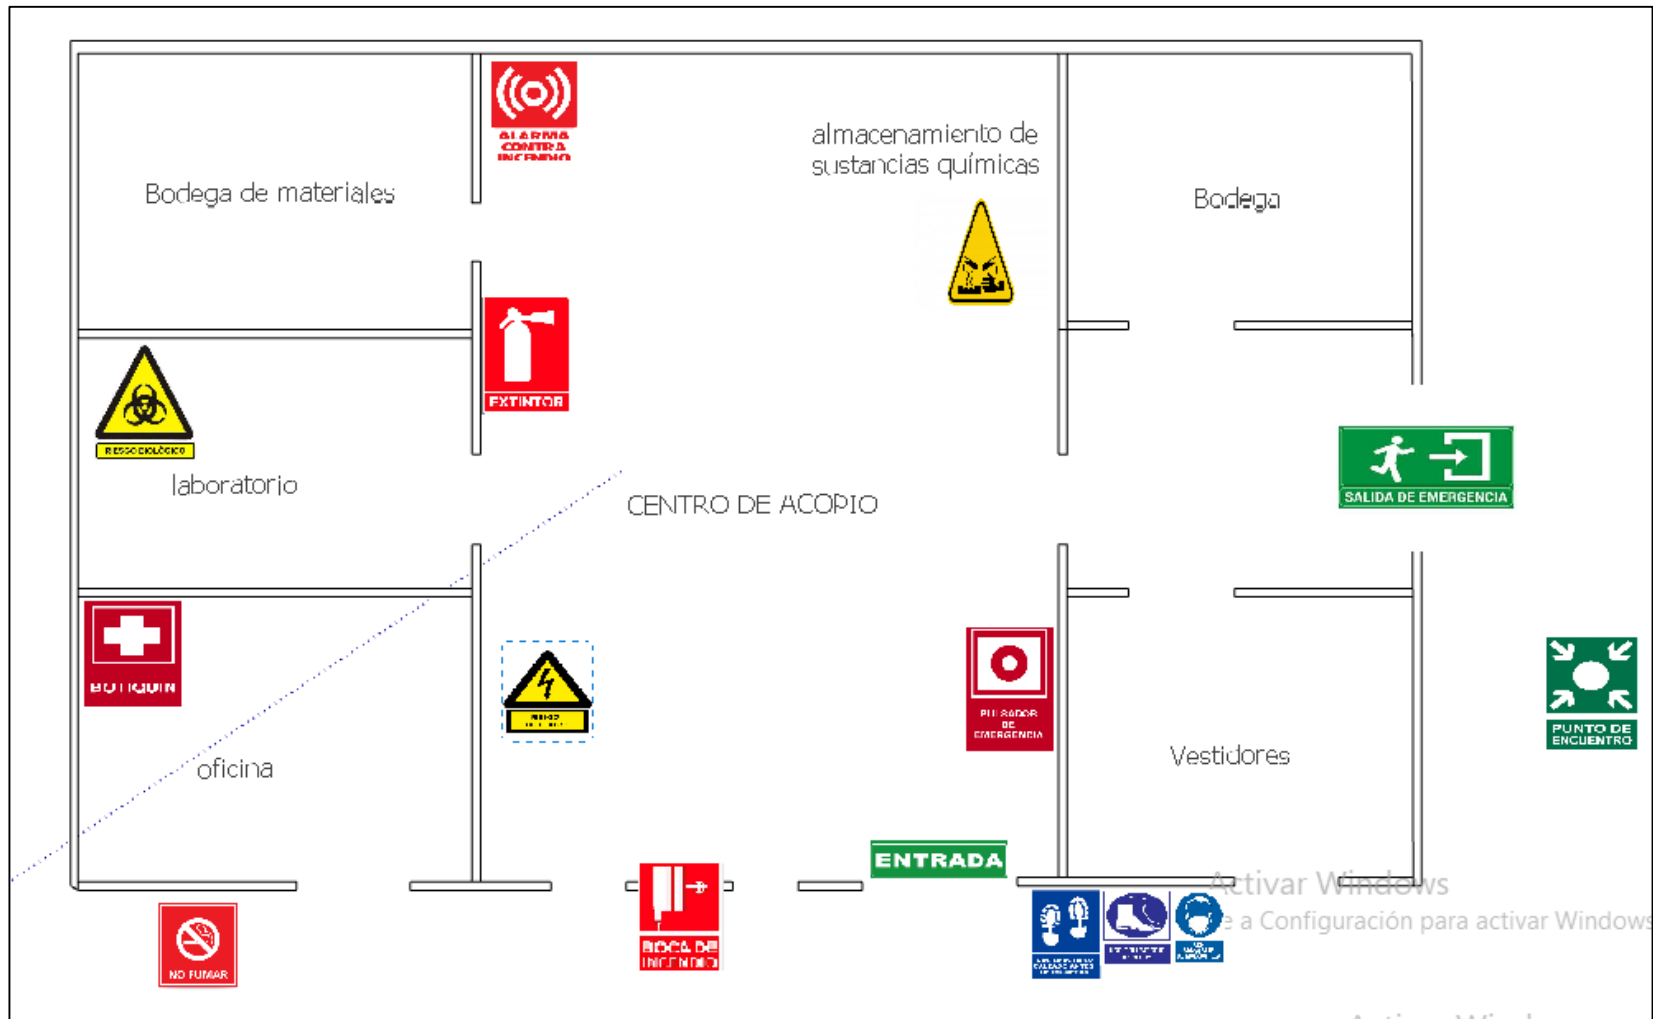 ALARMA
CONTRA
INCENDIO
almacenamiento de
sustancias químicas
Bodega de materiales
Bodega
EXTINTOR
RIESGO BIOLÓGICO
laboratorio
CENTRO DE ACOPIO
SALIDA DE EMERGENCIA
BOTIQUIN
PULSADOR
DE
EMERGENCIA
PUNTO DE
ENCUENTRO
Vestidores
oficina
ENTRADA
Activar Windows
e a Configuración para activar Windows
BOCA DE
INCENDIO
NO FUMAR